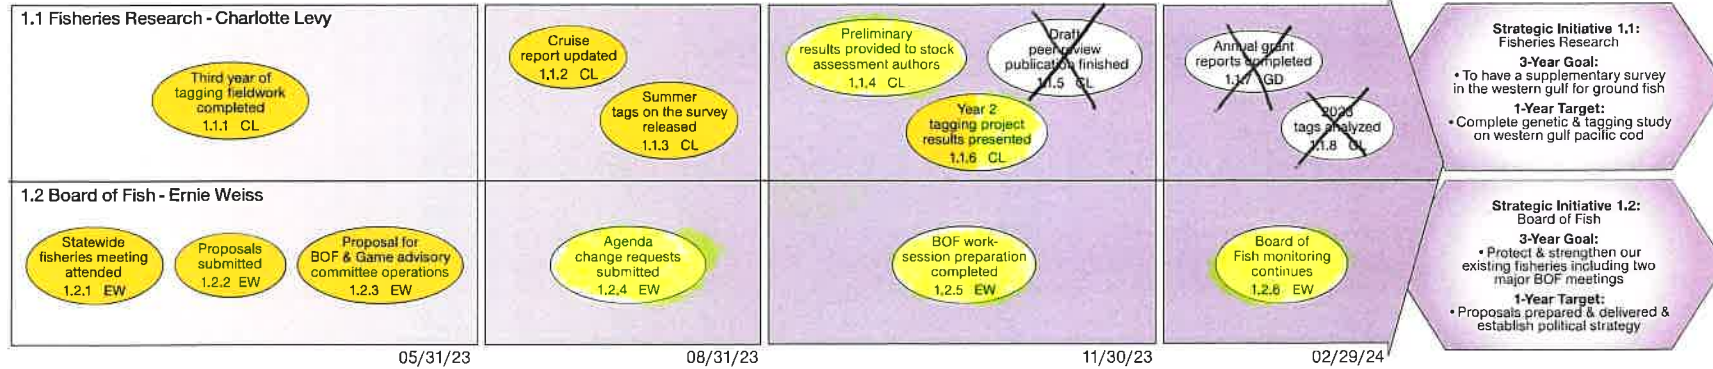 1.1 Fisheries Research - Charlotte Levy
Third year of
tagging fieldwork
completed
1.1.1 CL
Cruise
report updated
1.1.2 CL
Summer
tags on the survey
released
1.1.3 CL
Preliminary
results provided to stock
assessment authors
1.1.4 CL
Draft
peer review
publication finished
1.1.5 CL
Year 2
tagging project
results presented
1.1.6 CL
Annual grant
reports completed
1.1.7 GD
2023
tags analyzed
1.1.8 CL
Strategic Initiative 1.1:
Fisheries Research
3-Year Goal:
• To have a supplementary survey
in the western gulf for ground fish
1-Year Target:
• Complete genetic & tagging study
on western gulf pacific cod
1.2 Board of Fish - Ernie Weiss
Statewide
fisheries meeting
attended
1.2.1 EW
Proposals
submitted
1.2.2 EW
Proposal for
BOF & Game advisory
committee operations
1.2.3 EW
Agenda
change requests
submitted
1.2.4 EW
BOF work-
session preparation
completed
1.2.5 EW
Board of
Fish monitoring
continues
1.2.6 EW
Strategic Initiative 1.2:
Board of Fish
3-Year Goal:
• Protect & strengthen our
existing fisheries including two
major BOF meetings
1-Year Target:
• Proposals prepared & delivered &
establish political strategy
05/31/23
08/31/23
11/30/23
02/29/24